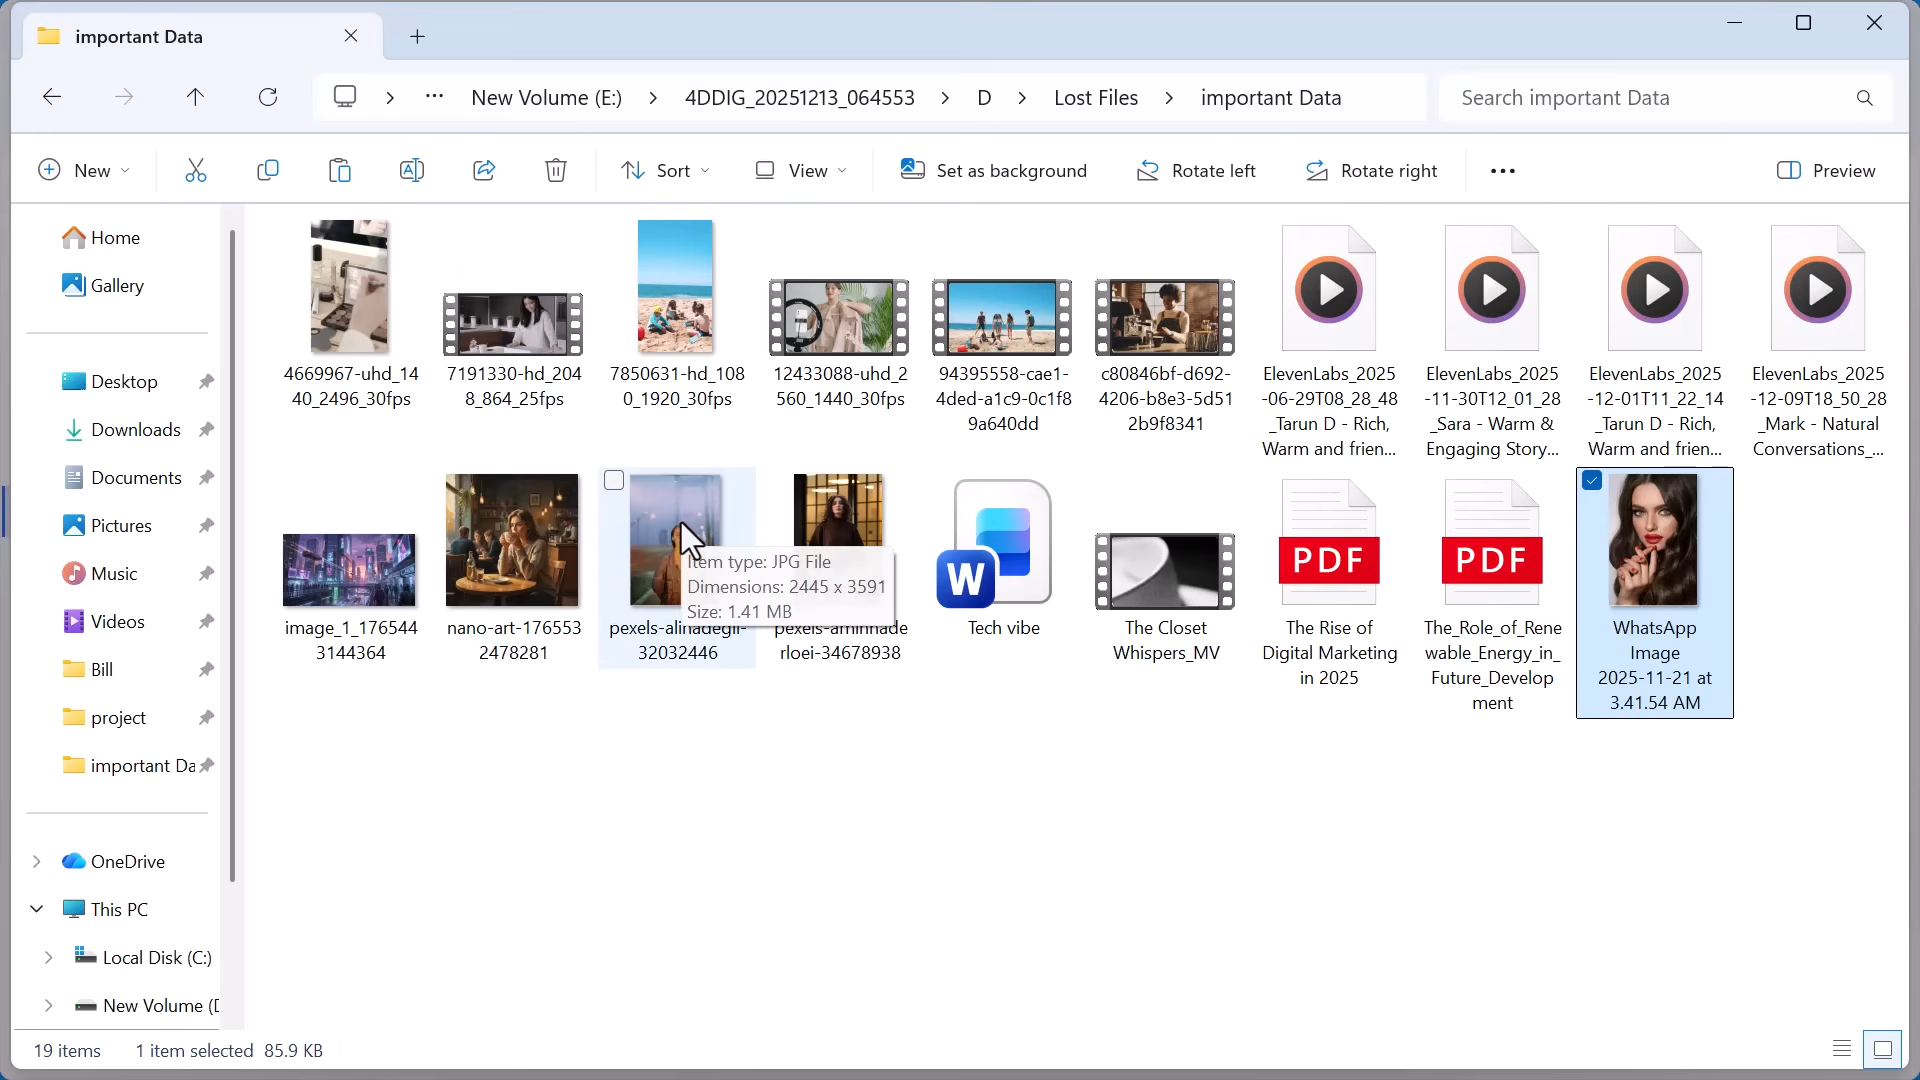 important Data
New Volume (E:)
4DDIG_20251213_064553
D
Lost Files
important Data
Search important Data
New
Sort
View
Set as background
Rotate left
Rotate right
Preview
Home
Gallery
Desktop
Downloads
Documents
Pictures
Music
Videos
Bill
project
important Da
OneDrive
This PC
Local Disk (C:)
New Volume (D
4669967-uhd_14
40_2496_30fps
7191330-hd_204
8_864_25fps
7850631-hd_108
0_1920_30fps
12433088-uhd_2
560_1440_30fps
94395558-cae1-
4ded-a1c9-0c1f8
9a640dd
c80846bf-d692-
4206-b8e3-5d51
2b9f8341
ElevenLabs_2025
-06-29T08_28_48
_Tarun D - Rich,
Warm and frien...
ElevenLabs_2025
-11-30T12_01_28
_Sara - Warm &
Engaging Story...
ElevenLabs_2025
-12-01T11_22_14
_Tarun D - Rich,
Warm and frien...
ElevenLabs_2025
-12-09T18_50_28
_Mark - Natural
Conversations_...
image_1_176544
3144364
nano-art-176553
2478281
pexels-alinadegli-
32032446
Item type: JPG File
Dimensions: 2445 x 3591
Size: 1.41 MB
pexels-aminnade
rloei-34678938
W
Tech vibe
The Closet
Whispers_MV
PDF
The Rise of
Digital Marketing
in 2025
PDF
The_Role_of_Rene
wable_Energy_in_
Future_Develop
ment
WhatsApp
Image
2025-11-21 at
3.41.54 AM
19 items
1 item selected 85.9 KB